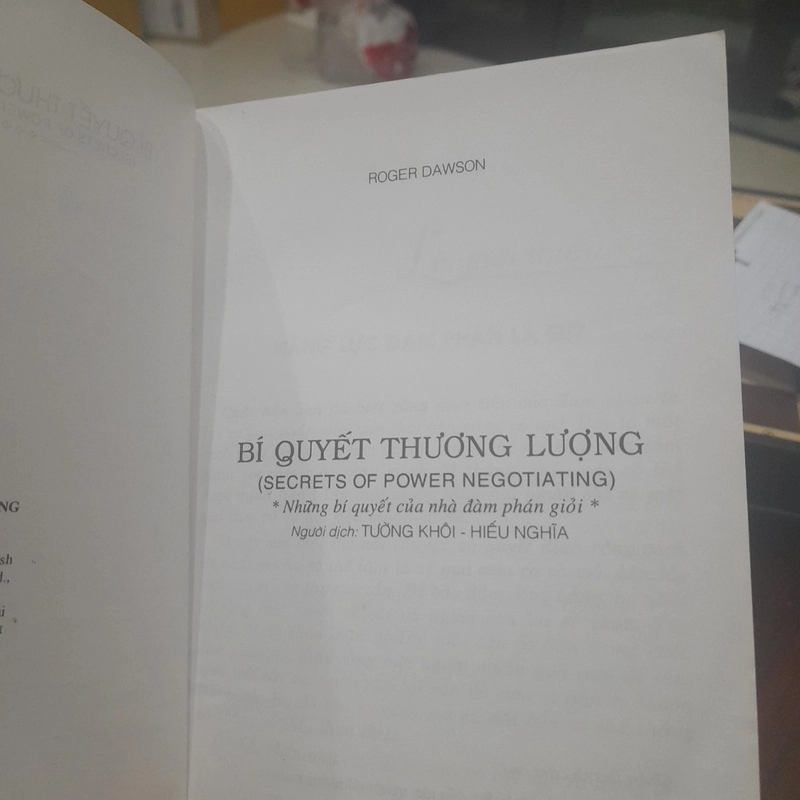 ROGER DAWSON
BÍ QUYẾT THƯƠNG LƯỢNG
(SECRETS OF POWER NEGOTIATING)
* Những bí quyết của nhà đàm phán giỏi *
Người dịch: TƯỜNG KHÔI - HIẾU NGHĨA